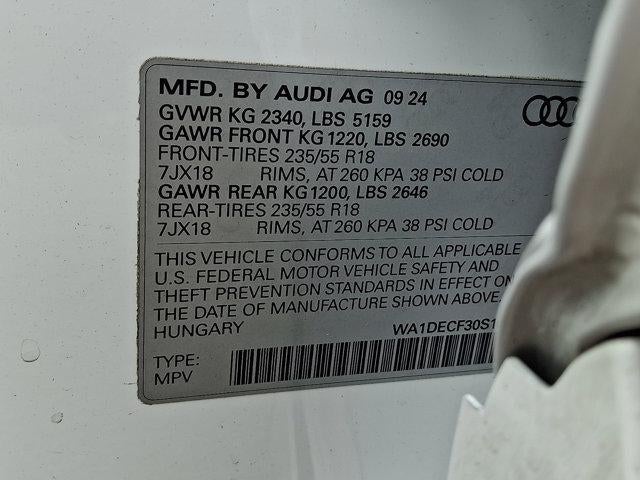 MFD. BY AUDI AG 09 24
GVWR KG 2340, LBS 5159
GAWR FRONT KG 1220, LBS 2690
FRONT-TIRES 235/55 R18
7JX18 RIMS, AT 260 KPA 38 PSI COLD
GAWR REAR KG1200, LBS 2646
REAR-TIRES 235/55 R18
7JX18 RIMS, AT 260 KPA 38 PSI COLD
THIS VEHICLE CONFORMS TO ALL APPLICABLE
U.S. FEDERAL MOTOR VEHICLE SAFETY AND
THEFT PREVENTION STANDARDS IN EFFECT ON
THE DATE OF MANUFACTURE SHOWN ABOVE.
HUNGARY WA1DECF30S1
TYPE:
MPV